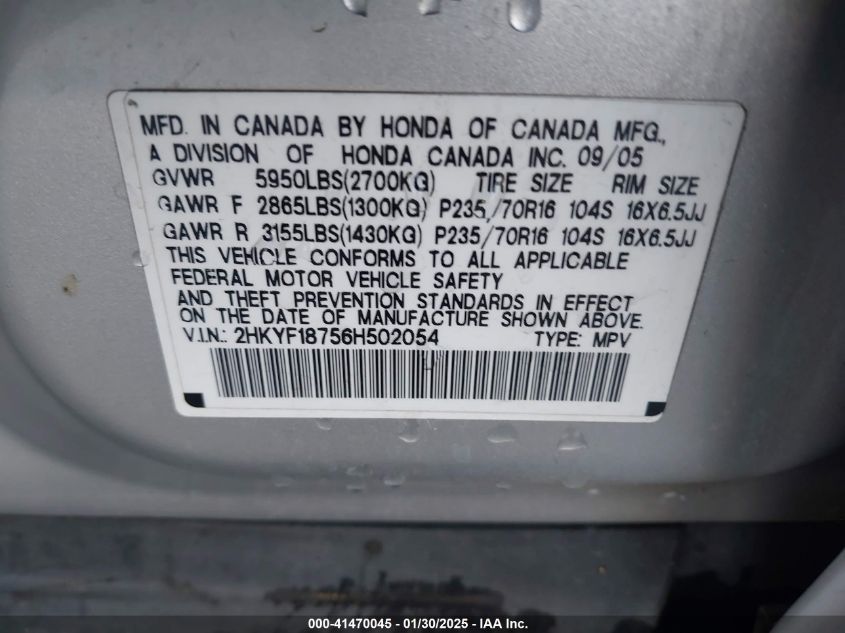 MFD. IN CANADA BY HONDA OF CANADA MFG.,
A DIVISION OF HONDA CANADA INC. 09/05
GVWR 5950LBS(2700KG) TIRE SIZE RIM SIZE
GAWR F 2865LBS(1300KG) P235/70R16 104S 16X6.5JJ
GAWR R 3155LBS(1430KG) P235/70R16 104S 16X6.5JJ
THIS VEHICLE CONFORMS TO ALL APPLICABLE
FEDERAL MOTOR VEHICLE SAFETY
AND THEFT PREVENTION STANDARDS IN EFFECT
ON THE DATE OF MANUFACTURE SHOWN ABOVE.
V.I.N.: 2HKYF18756H502054 TYPE: MPV
000-41470045 - 01/30/2025 - IAA Inc.